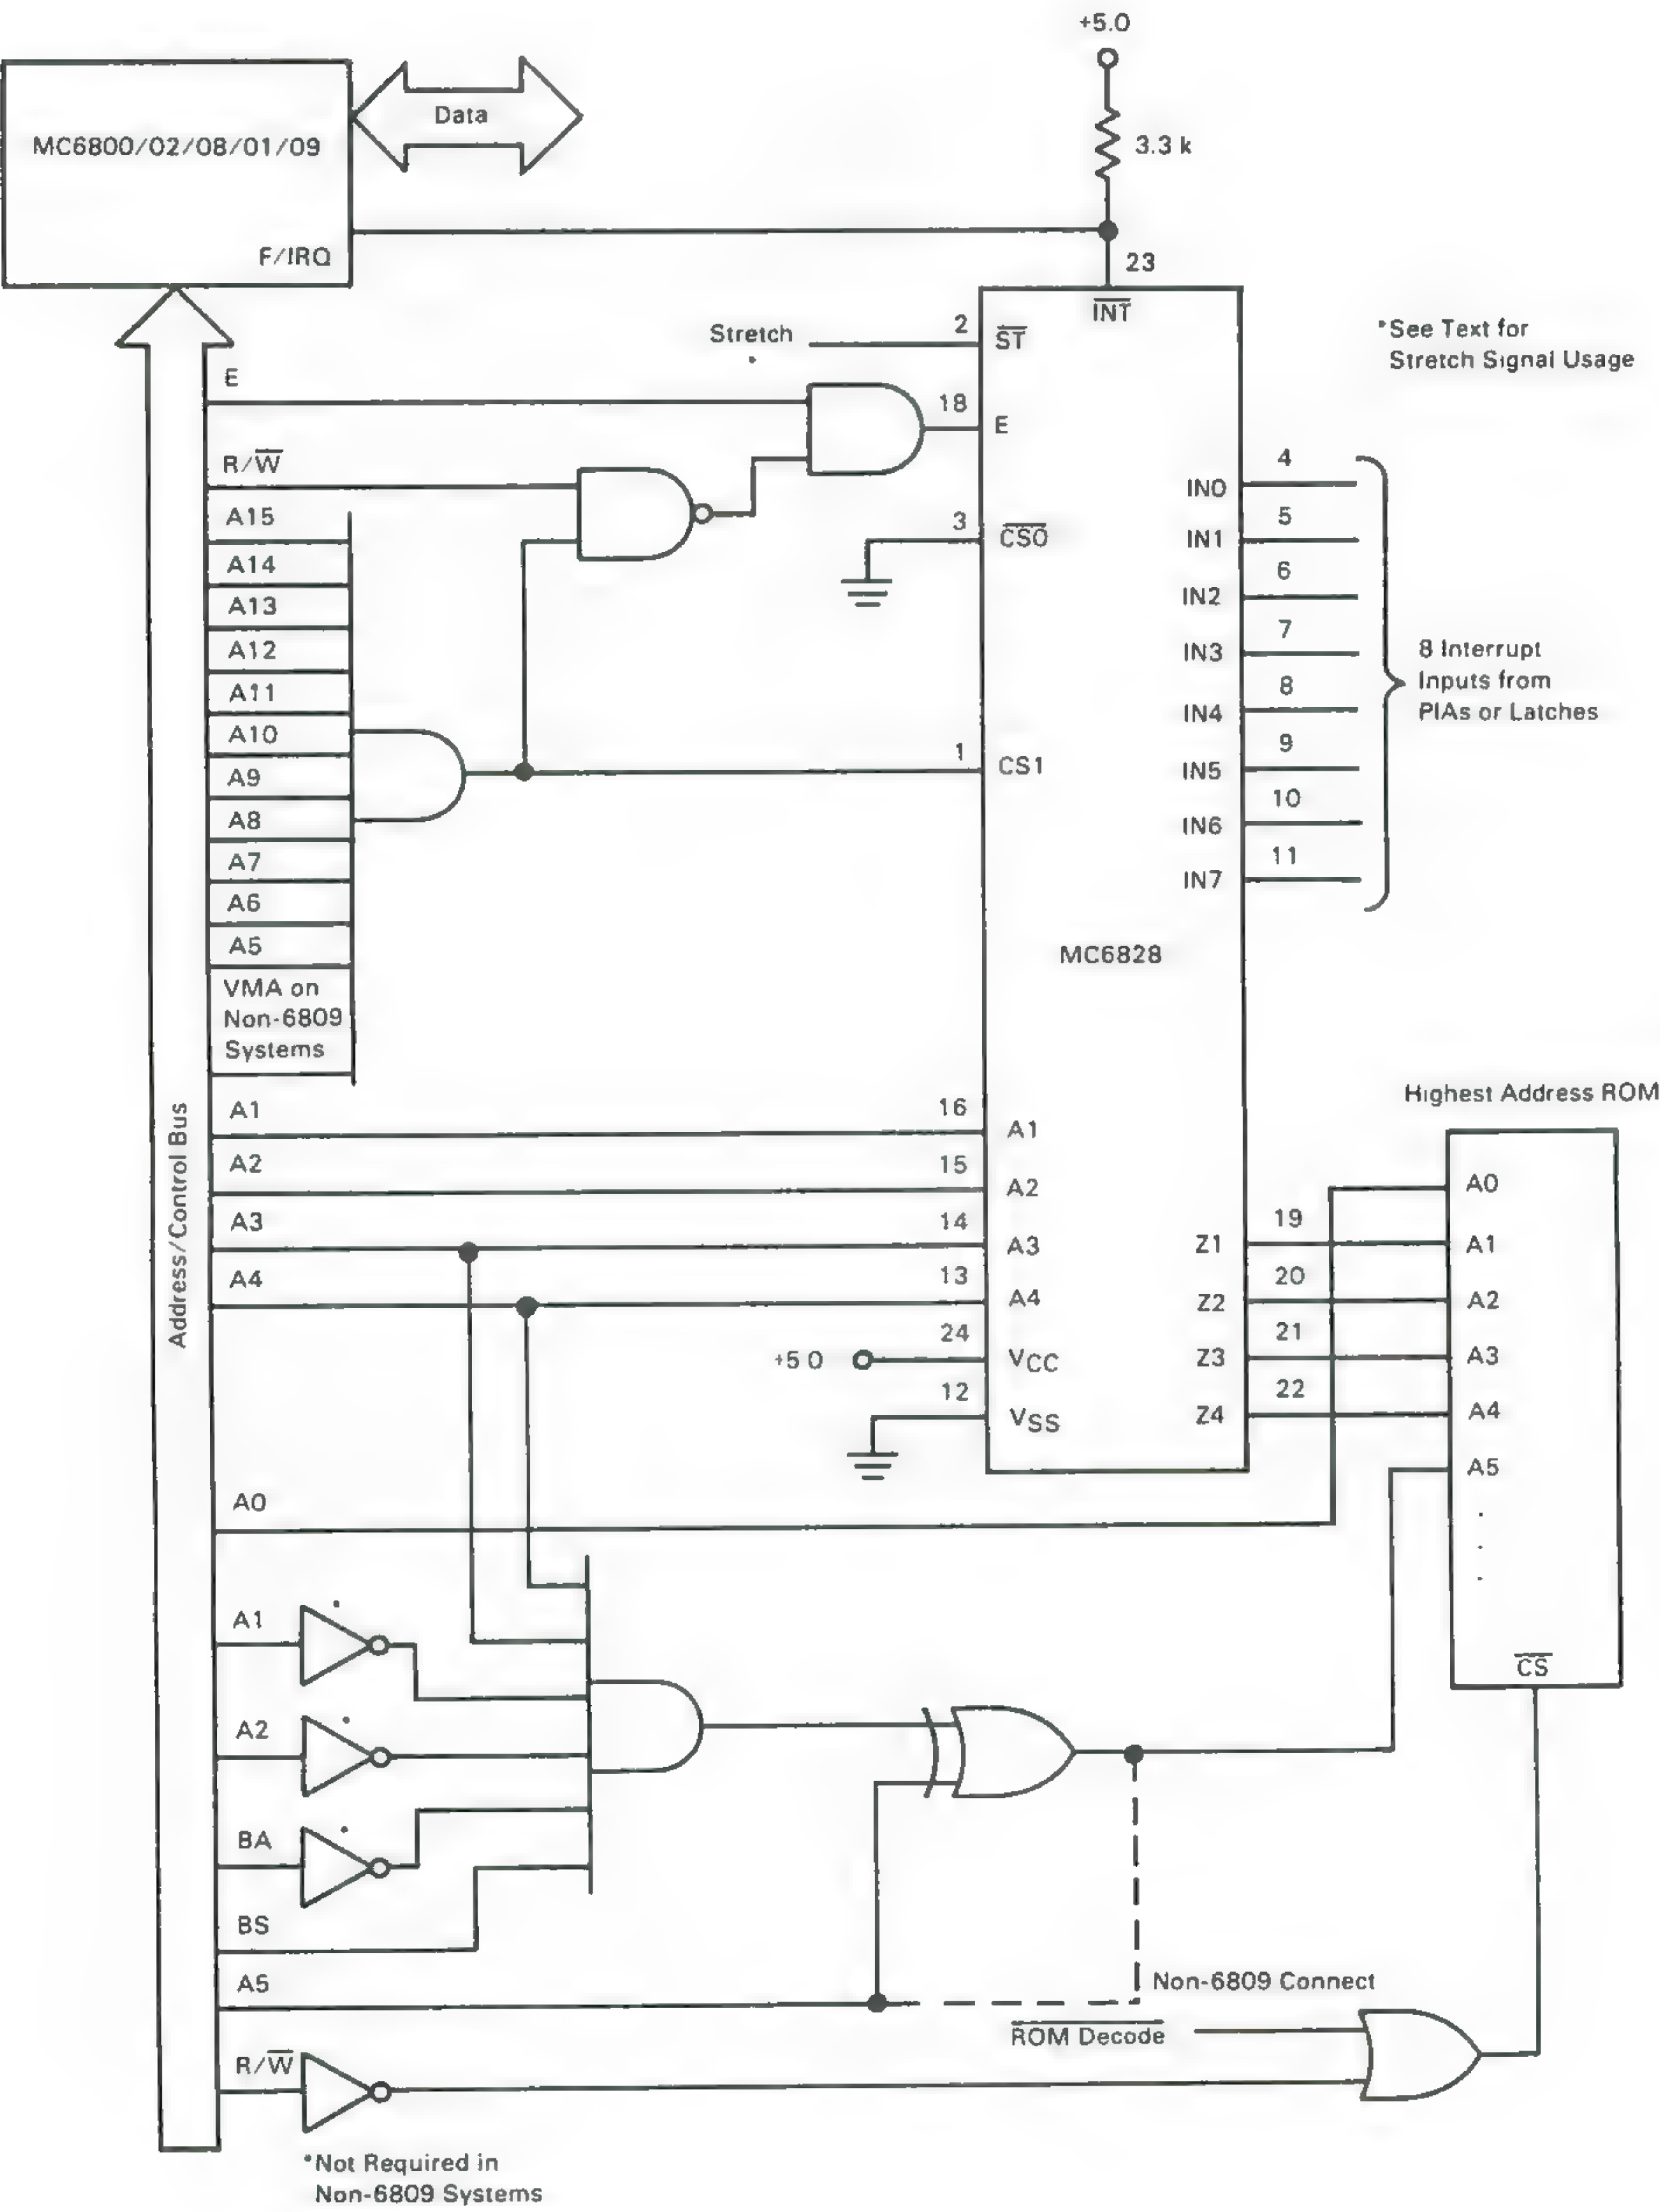 +5.0
MC6800/02/08/01/09
Data
3.3 k
F/IRQ
23
INT
2
Stretch
*
ST
*See Text for
Stretch Signal Usage
E
18
E
R/W
4
IN0
A15
5
3
CS0
IN1
A14
6
IN2
A13
7
IN3
A12
8
IN4
8 Interrupt
Inputs from
PIAs or Latches
A11
A10
9
1
CS1
IN5
A9
10
IN6
A8
11
IN7
A7
A6
A5
MC6828
VMA on
Non-6809
Systems
Highest Address ROM
Address/Control Bus
A1
16
A1
A2
15
A2
A0
A3
14
A3
19
Z1
A1
A4
13
A4
20
Z2
A2
24
+5 0
VCC
21
Z3
A3
12
VSS
22
Z4
A4
A5
A0
.
.
.
A1
*
CS
A2
*
BA
*
BS
A5
Non-6809 Connect
ROM Decode
R/W
*Not Required in
Non-6809 Systems